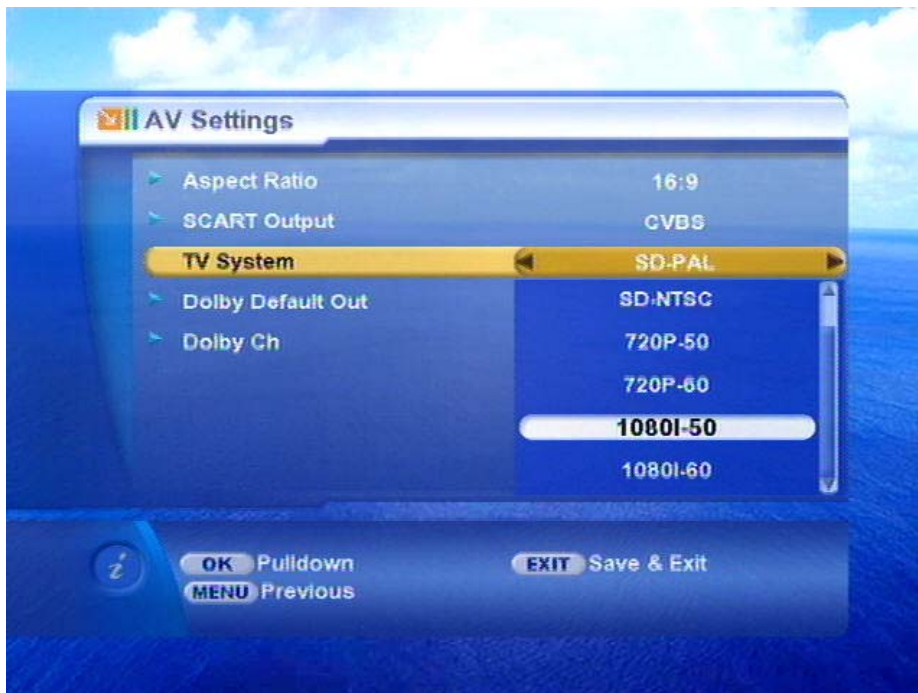 AV Settings
Aspect Ratio 16:9
SCART Output CVBS
TV System SD-PAL
Dolby Default Out SD-NTSC
Dolby Ch 720P-50
720P-60
1080I-50
1080I-60
i OK Pulldown EXIT Save & Exit
MENU Previous